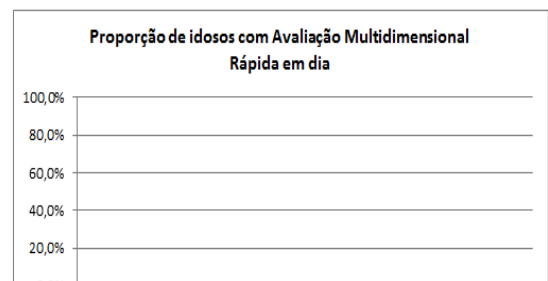 Proporção de idosos com Avaliação Multidimensional
Rápida em dia
100,0%
80,0%
60,0%
40,0%
20,0%